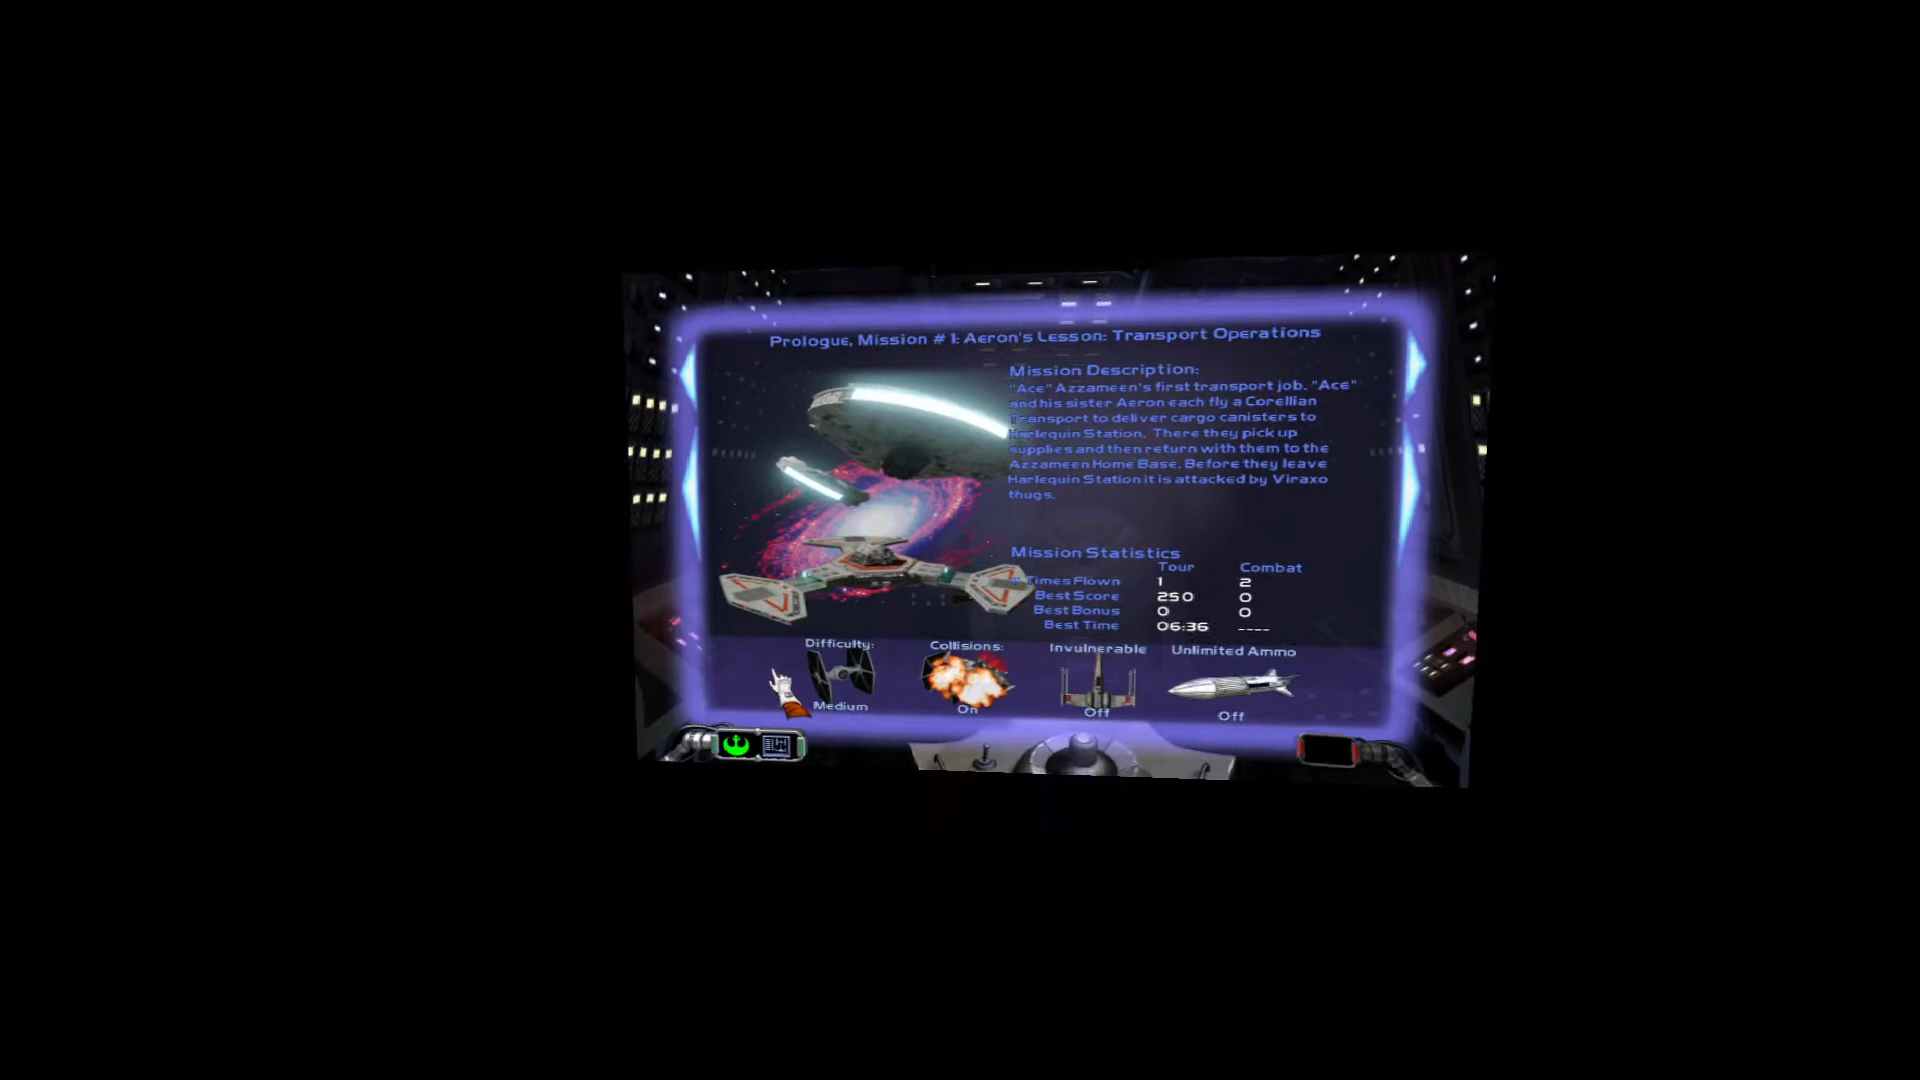 Prologue, Mission #1: Aeron's Lesson: Transport Operations
Mission Description:
"Ace" Azzameen's first transport job. "Ace"
and his sister Aeron each fly a Corellian
Transport to deliver cargo canisters to
Harlequin Station. There they pick up
supplies and then return with them to the
Azzameen Home Base. Before they leave
Harlequin Station it is attacked by Viraxo
thugs.
Mission Statistics
Tour Combat
# Times Flown 1 2
Best Score 250 0
Best Bonus 0 0
Best Time 06:36 ----
Difficulty: Collisions: Invulnerable Unlimited Ammo
Medium On Off Off